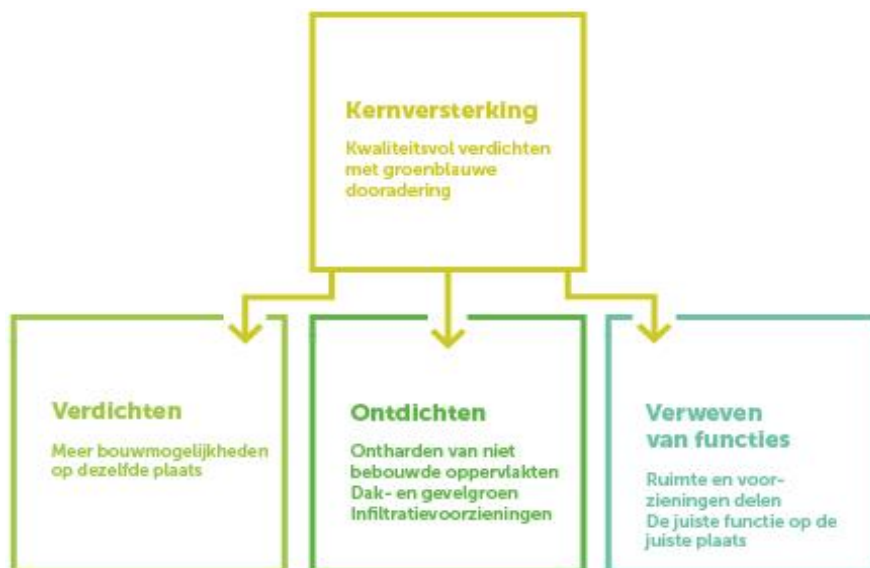 Kernversterking
Kwaliteitsvol verdichten
met groenblauwe
dooradering
Verdichten
Meer bouwmogelijkheden
op dezelfde plaats
Ontdichten
Ontharden van niet
bebouwde oppervlakten
Dak- en gevelgroen
Infiltratievoorzieningen
Verweven
van functies
Ruimte en voor-
zieningen delen
De juiste functie op de
juiste plaats